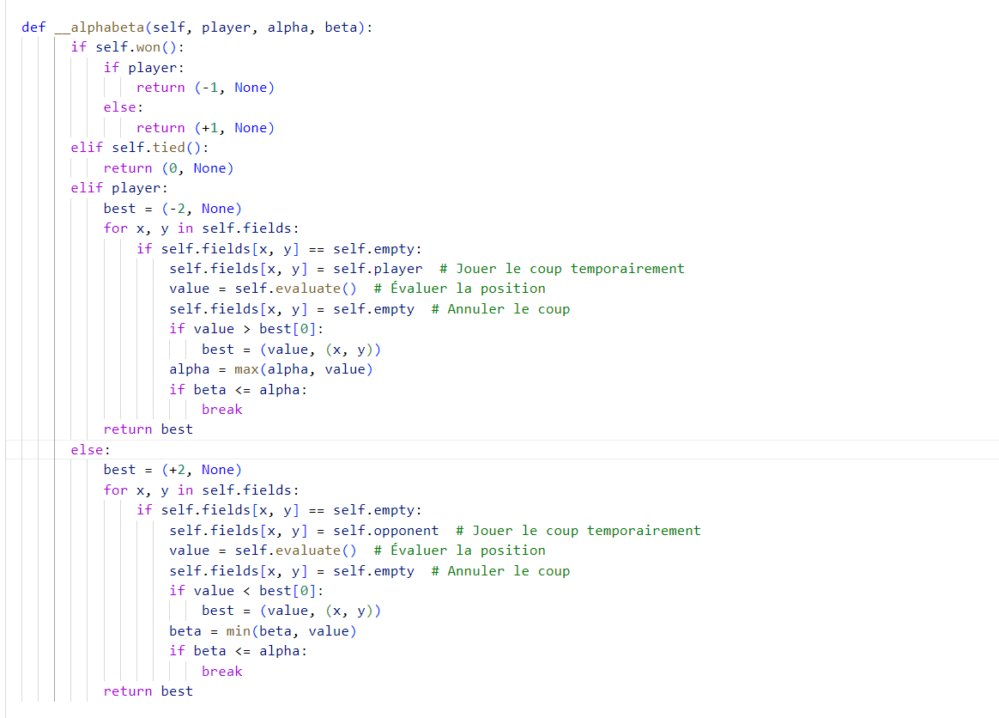 def __alphabeta(self, player, alpha, beta):
if self.won():
if player:
return (-1, None)
else:
return (+1, None)
elif self.tied():
return (0, None)
elif player:
best = (-2, None)
for x, y in self.fields:
if self.fields[x, y] == self.empty:
self.fields[x, y] = self.player  # Jouer le coup temporairement
value = self.evaluate()  # Évaluer la position
self.fields[x, y] = self.empty  # Annuler le coup
if value > best[0]:
best = (value, (x, y))
alpha = max(alpha, value)
if beta <= alpha:
break
return best
else:
best = (+2, None)
for x, y in self.fields:
if self.fields[x, y] == self.empty:
self.fields[x, y] = self.opponent  # Jouer le coup temporairement
value = self.evaluate()  # Évaluer la position
self.fields[x, y] = self.empty  # Annuler le coup
if value < best[0]:
best = (value, (x, y))
beta = min(beta, value)
if beta <= alpha:
break
return best